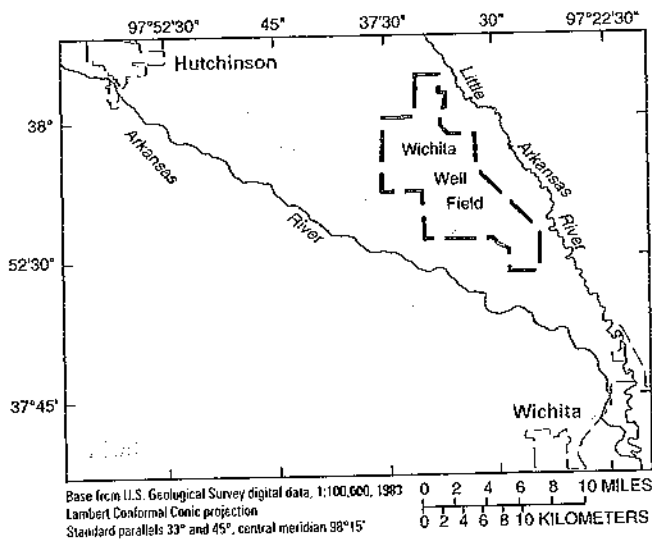 97°52'30" 45' 37'30" 30' 97°22'30"
Hutchinson
Little
38°
Arkansas
Wichita
Well
Field
Arkansas
River
River
52'30"
37°45'
Wichita
Base from U.S. Geological Survey digital data, 1:100,000, 1983
Lambert Conformal Conic projection
Standard parallels 33° and 45°, central meridian 98°15'
0 2 4 6 8 10 MILES
0 2 4 6 8 10 KILOMETERS